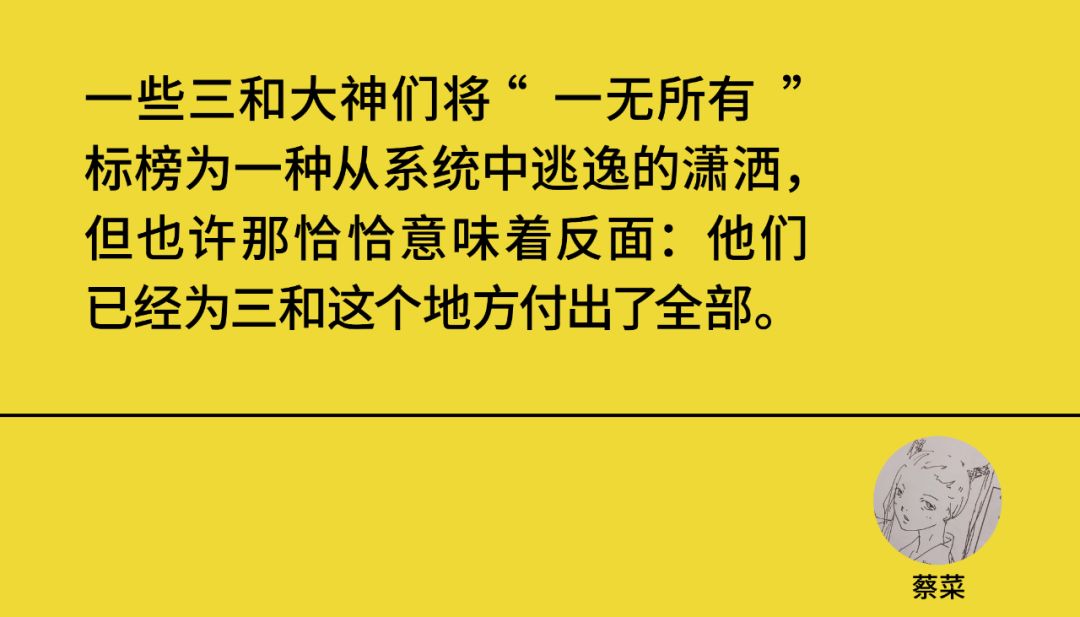 一些三和大神们将“ 一无所有 ”
标榜为一种从系统中逃逸的潇洒，
但也许那恰恰意味着反面：他们
已经为三和这个地方付出了全部。
蔡菜